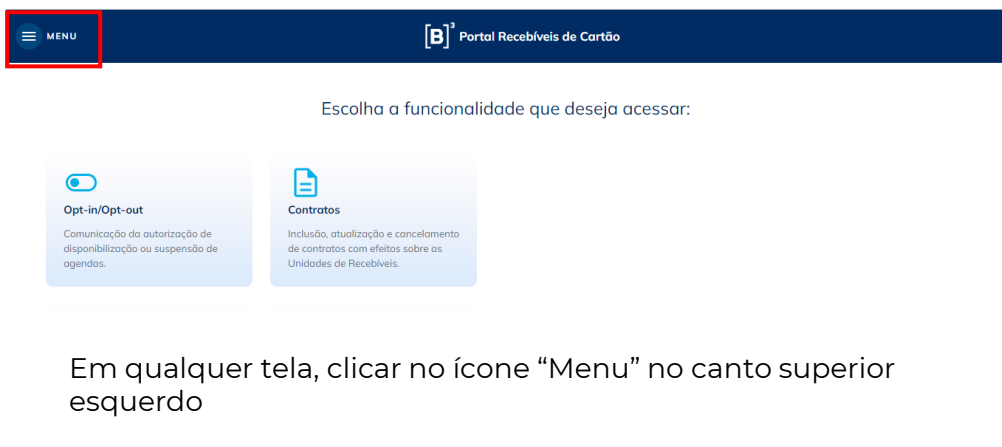 MENU
[B]³ Portal Recebíveis de Cartão
Escolha a funcionalidade que deseja acessar:
Opt-in/Opt-out
Comunicação da autorização de
disponibilização ou suspensão de
agendas.
Contratos
Inclusão, atualização e cancelamento
de contratos com efeitos sobre as
Unidades de Recebíveis.
Em qualquer tela, clicar no ícone “Menu” no canto superior
esquerdo